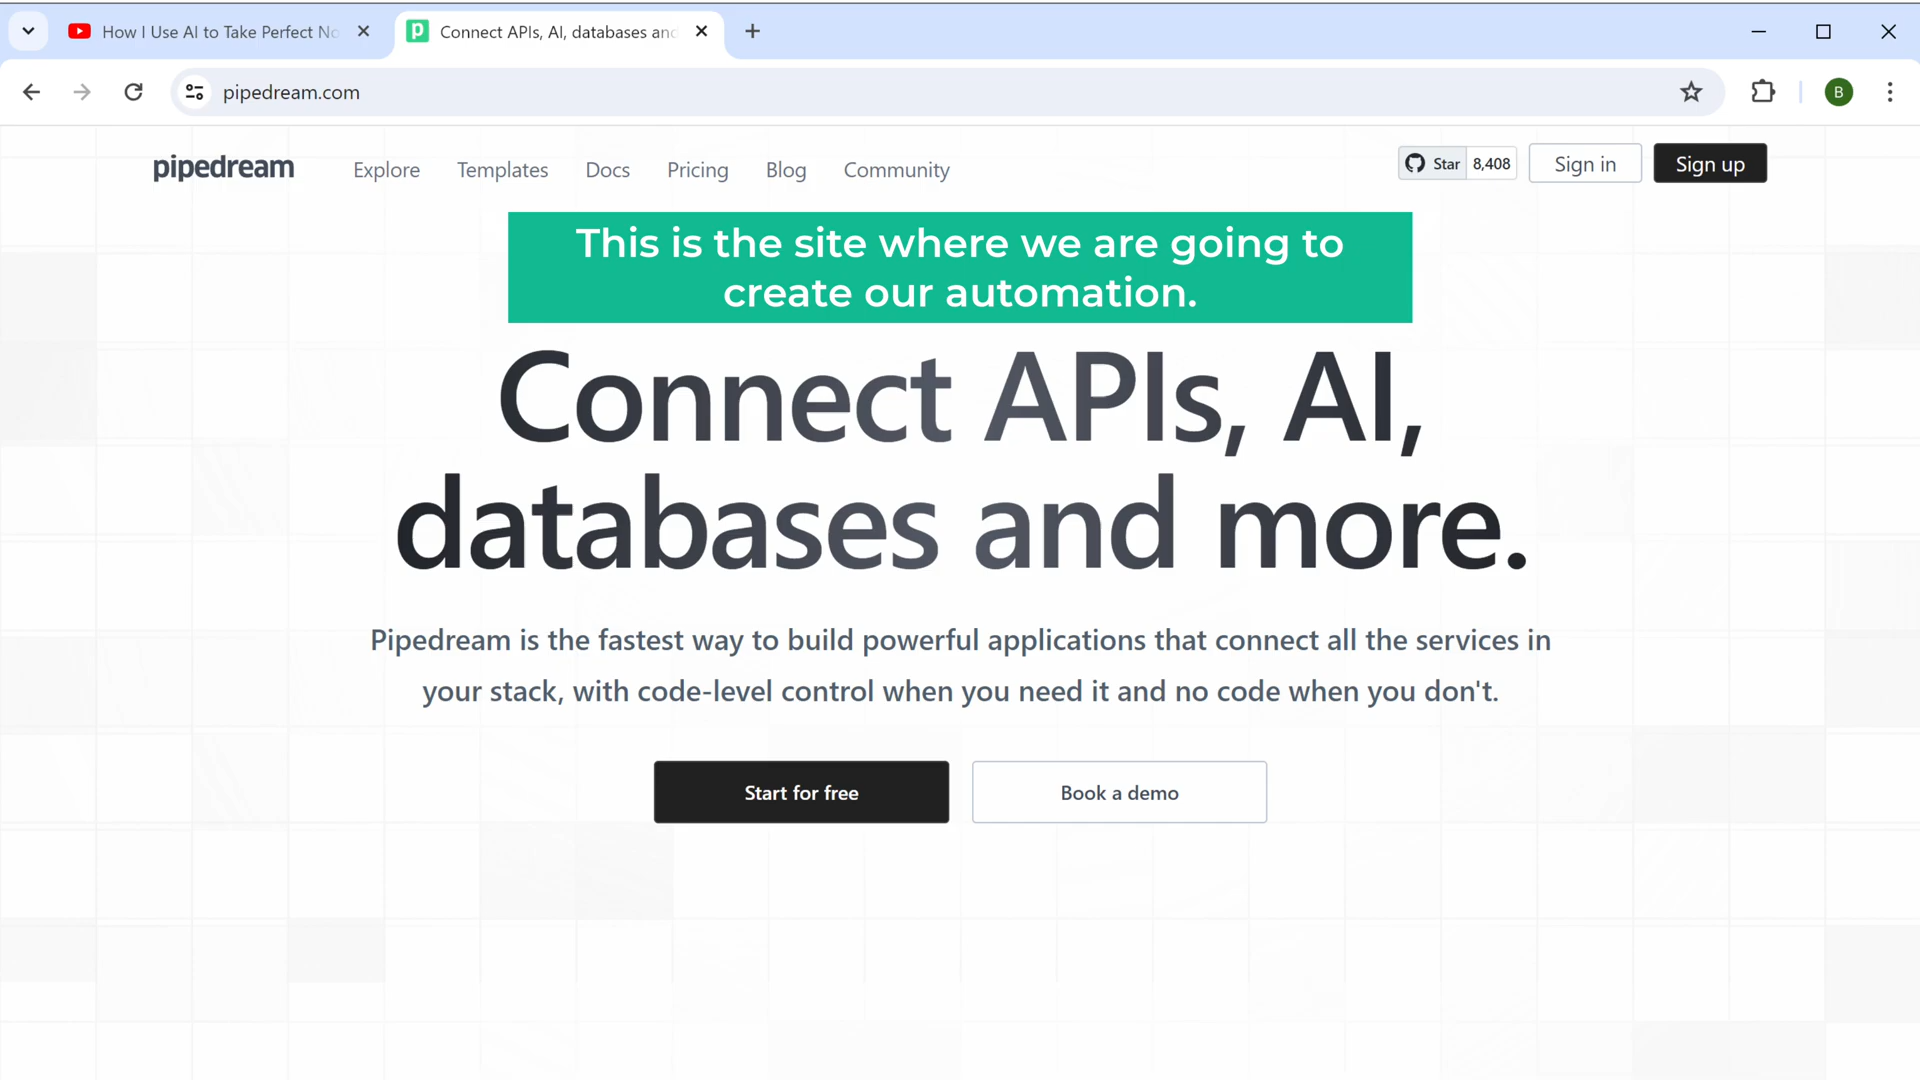 How I Use AI to Take Perfect No
Connect APIs, AI, databases and
pipedream.com
B
pipedream
Explore
Templates
Docs
Pricing
Blog
Community
Star
8,408
Sign in
Sign up
This is the site where we are going to
create our automation.
Connect APIs, AI,
databases and more.
Pipedream is the fastest way to build powerful applications that connect all the services in
your stack, with code-level control when you need it and no code when you don't.
Start for free
Book a demo